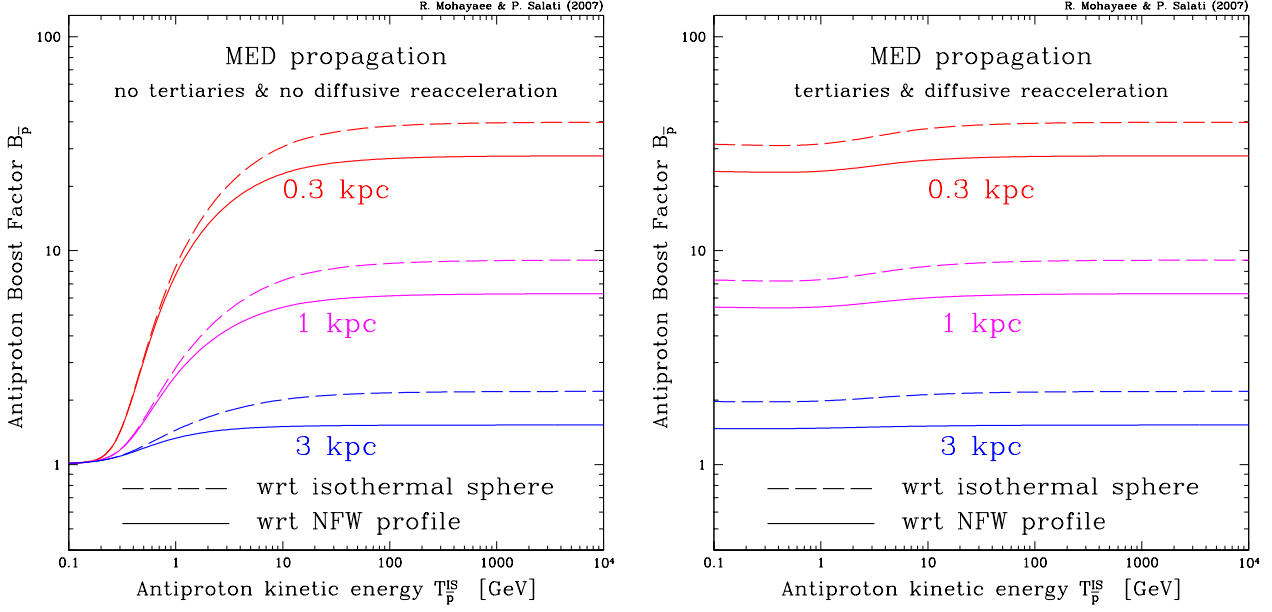 R. Mohayaee & P. Salati (2007)
MED propagation
no tertiaries & no diffusive reacceleration
100
10
1
Antiproton Boost Factor B_p̅
0.3 kpc
1 kpc
3 kpc
wrt isothermal sphere
wrt NFW profile
0.1 1 10 100 1000 10⁴
Antiproton kinetic energy T_p̅^IS [GeV]
R. Mohayaee & P. Salati (2007)
MED propagation
tertiaries & diffusive reacceleration
100
10
1
Antiproton Boost Factor B_p̅
0.3 kpc
1 kpc
3 kpc
wrt isothermal sphere
wrt NFW profile
0.1 1 10 100 1000 10⁴
Antiproton kinetic energy T_p̅^IS [GeV]